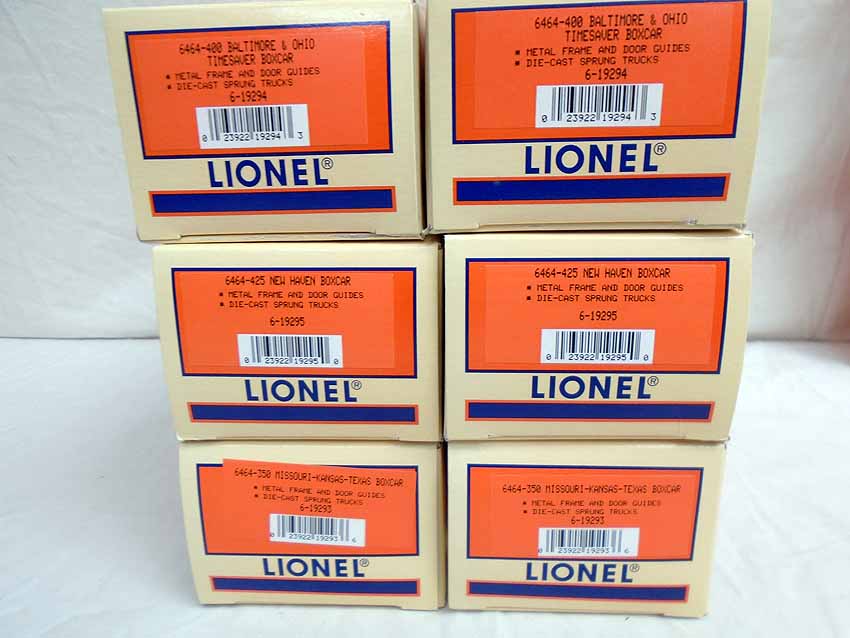 6464-400 BALTIMORE & OHIO
TIMESAVER BOXCAR
▪ METAL FRAME AND DOOR GUIDES
▪ DIE-CAST SPRUNG TRUCKS
6-19294
0 23922 19294 3
LIONEL®
6464-400 BALTIMORE & OHIO
TIMESAVER BOXCAR
▪ METAL FRAME AND DOOR GUIDES
▪ DIE-CAST SPRUNG TRUCKS
6-19294
0 23922 19294 3
LIONEL®
6464-425 NEW HAVEN BOXCAR
▪ METAL FRAME AND DOOR GUIDES
▪ DIE-CAST SPRUNG TRUCKS
6-19295
0 23922 19295 0
LIONEL®
6464-425 NEW HAVEN BOXCAR
▪ METAL FRAME AND DOOR GUIDES
▪ DIE-CAST SPRUNG TRUCKS
6-19295
0 23922 19295 0
LIONEL®
6464-350 MISSOURI-KANSAS-TEXAS BOXCAR
▪ METAL FRAME AND DOOR GUIDES
▪ DIE-CAST SPRUNG TRUCKS
6-19293
0 23922 19293 6
LIONEL®
6464-350 MISSOURI-KANSAS-TEXAS BOXCAR
▪ METAL FRAME AND DOOR GUIDES
▪ DIE-CAST SPRUNG TRUCKS
6-19293
0 23922 19293 6
LIONEL®